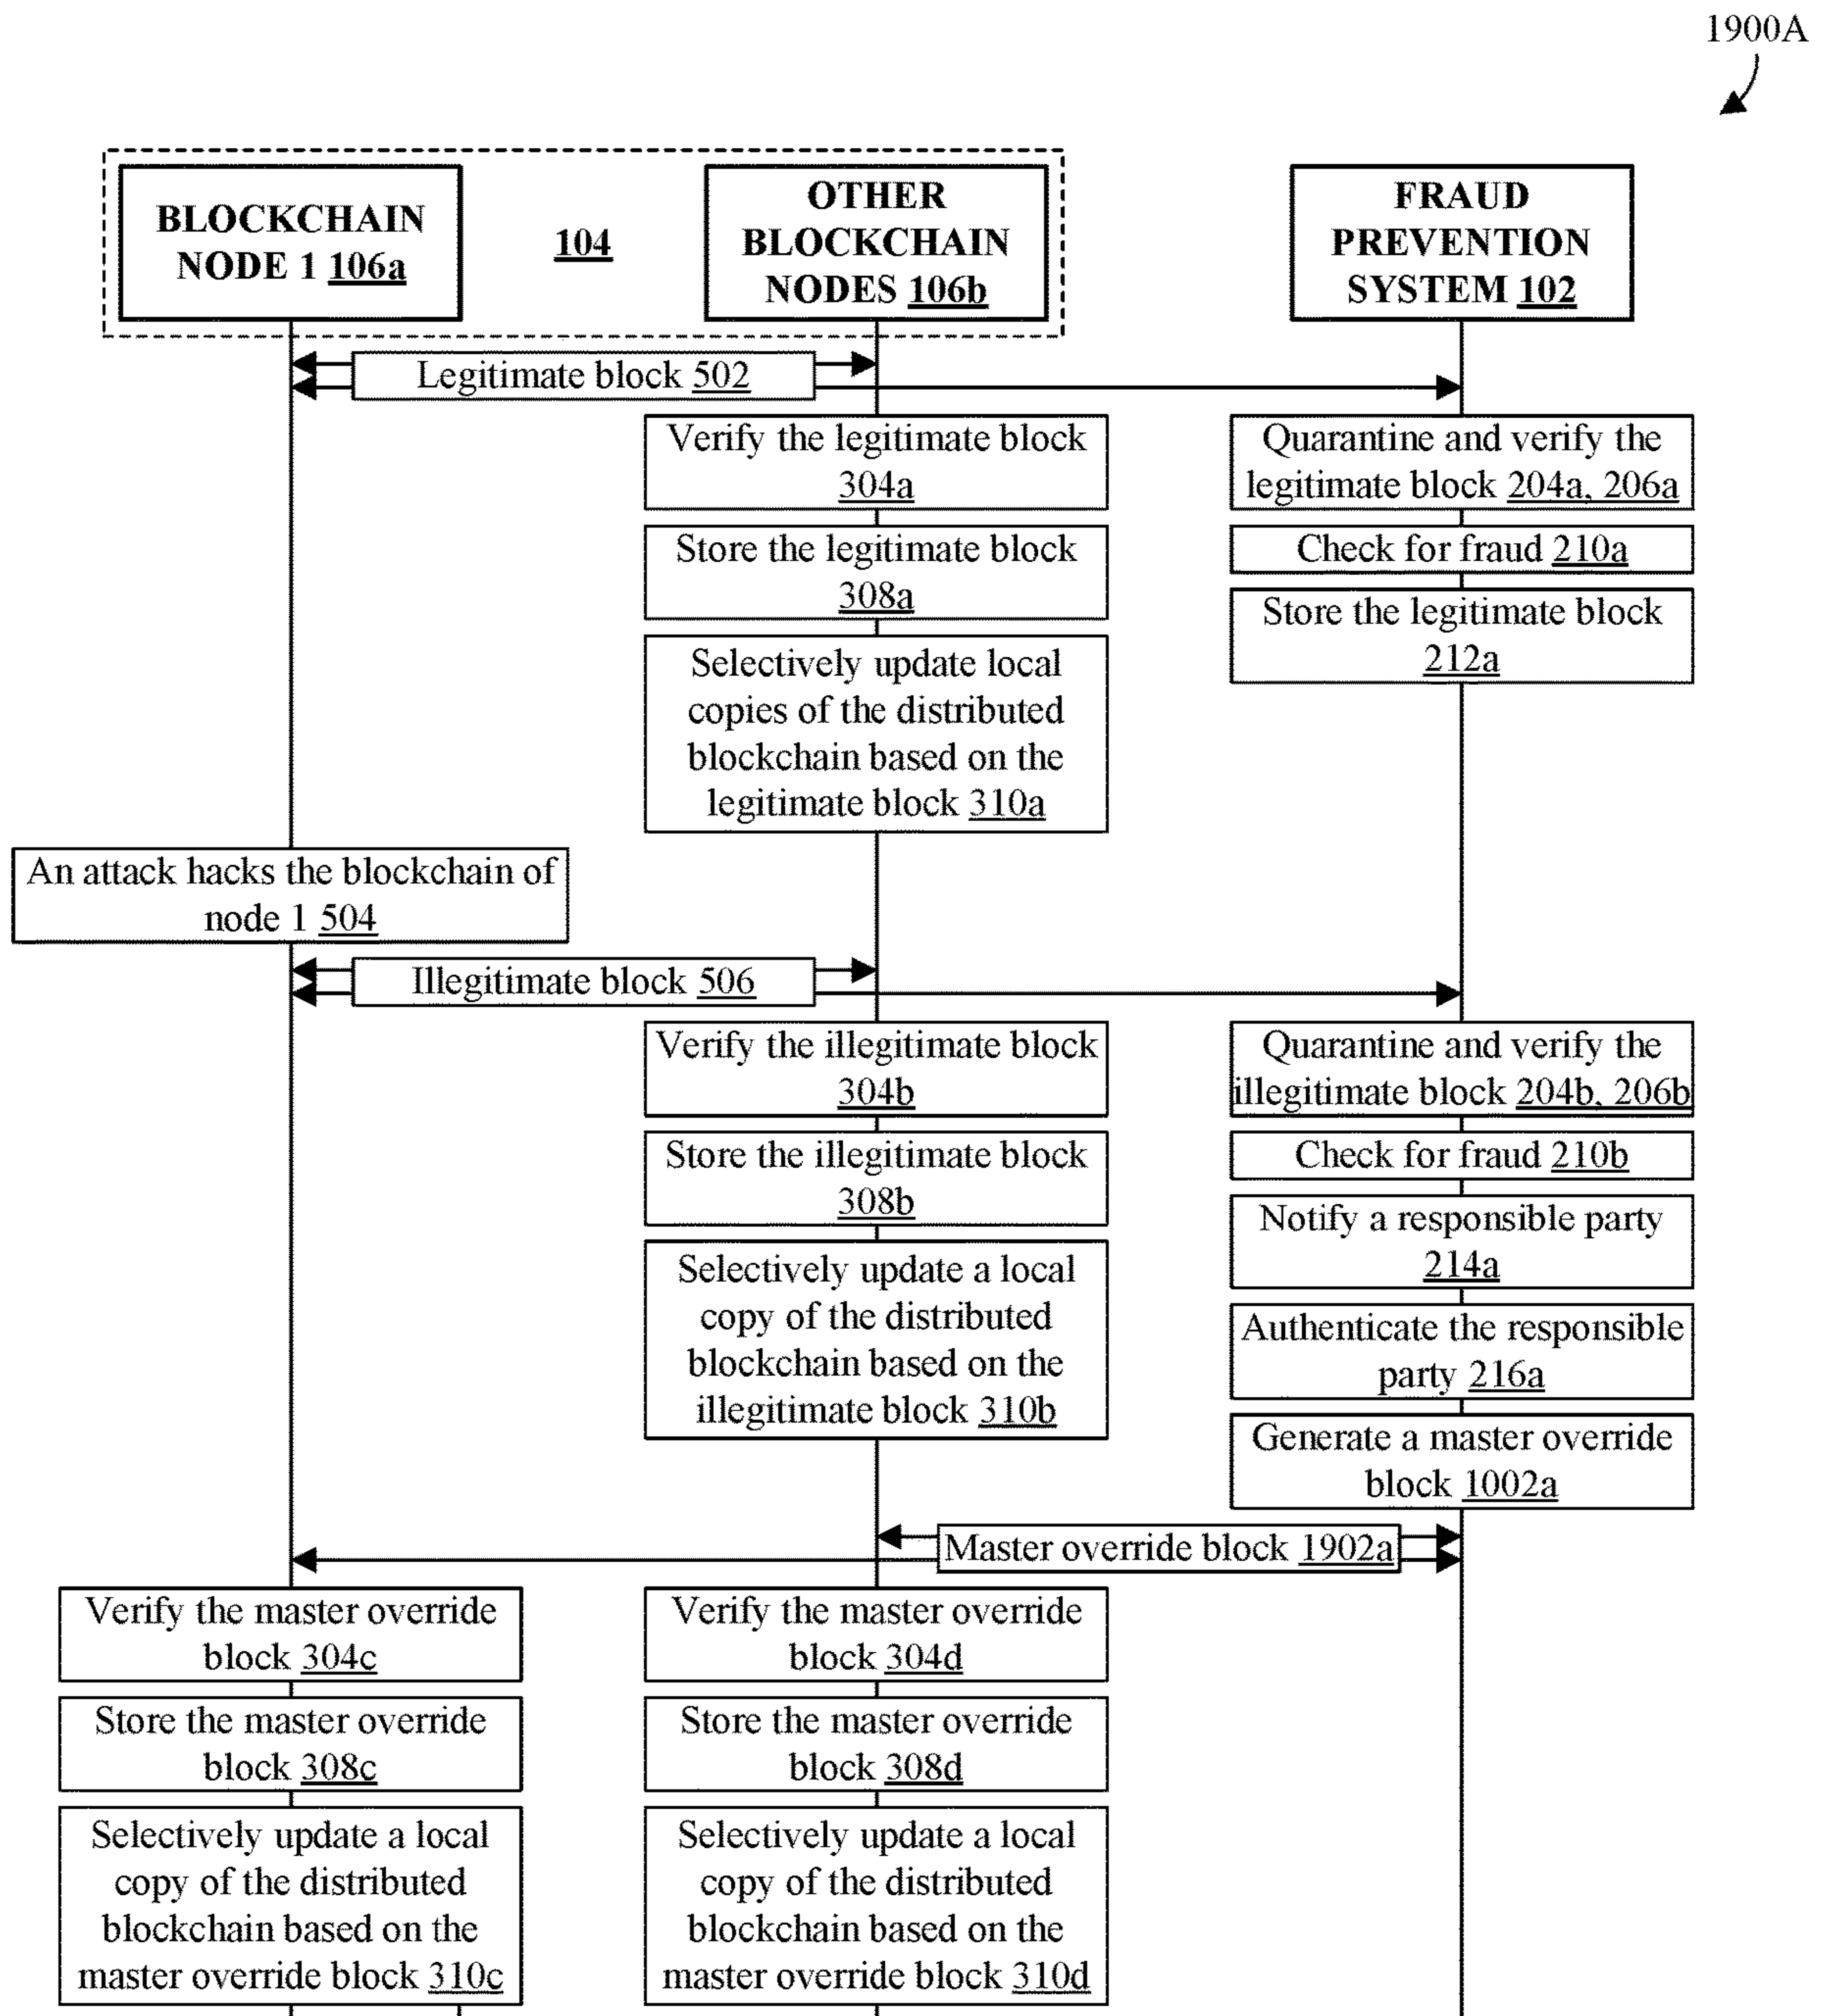 1900A
BLOCKCHAIN
NODE 1 106a
104
OTHER
BLOCKCHAIN
NODES 106b
FRAUD
PREVENTION
SYSTEM 102
Legitimate block 502
Verify the legitimate block
304a
Quarantine and verify the
legitimate block 204a, 206a
Store the legitimate block
308a
Check for fraud 210a
Store the legitimate block
212a
Selectively update local
copies of the distributed
blockchain based on the
legitimate block 310a
An attack hacks the blockchain of
node 1 504
Illegitimate block 506
Verify the illegitimate block
304b
Quarantine and verify the
illegitimate block 204b, 206b
Store the illegitimate block
308b
Check for fraud 210b
Notify a responsible party
214a
Selectively update a local
copy of the distributed
blockchain based on the
illegitimate block 310b
Authenticate the responsible
party 216a
Generate a master override
block 1002a
Master override block 1902a
Verify the master override
block 304c
Verify the master override
block 304d
Store the master override
block 308c
Store the master override
block 308d
Selectively update a local
copy of the distributed
blockchain based on the
master override block 310c
Selectively update a local
copy of the distributed
blockchain based on the
master override block 310d